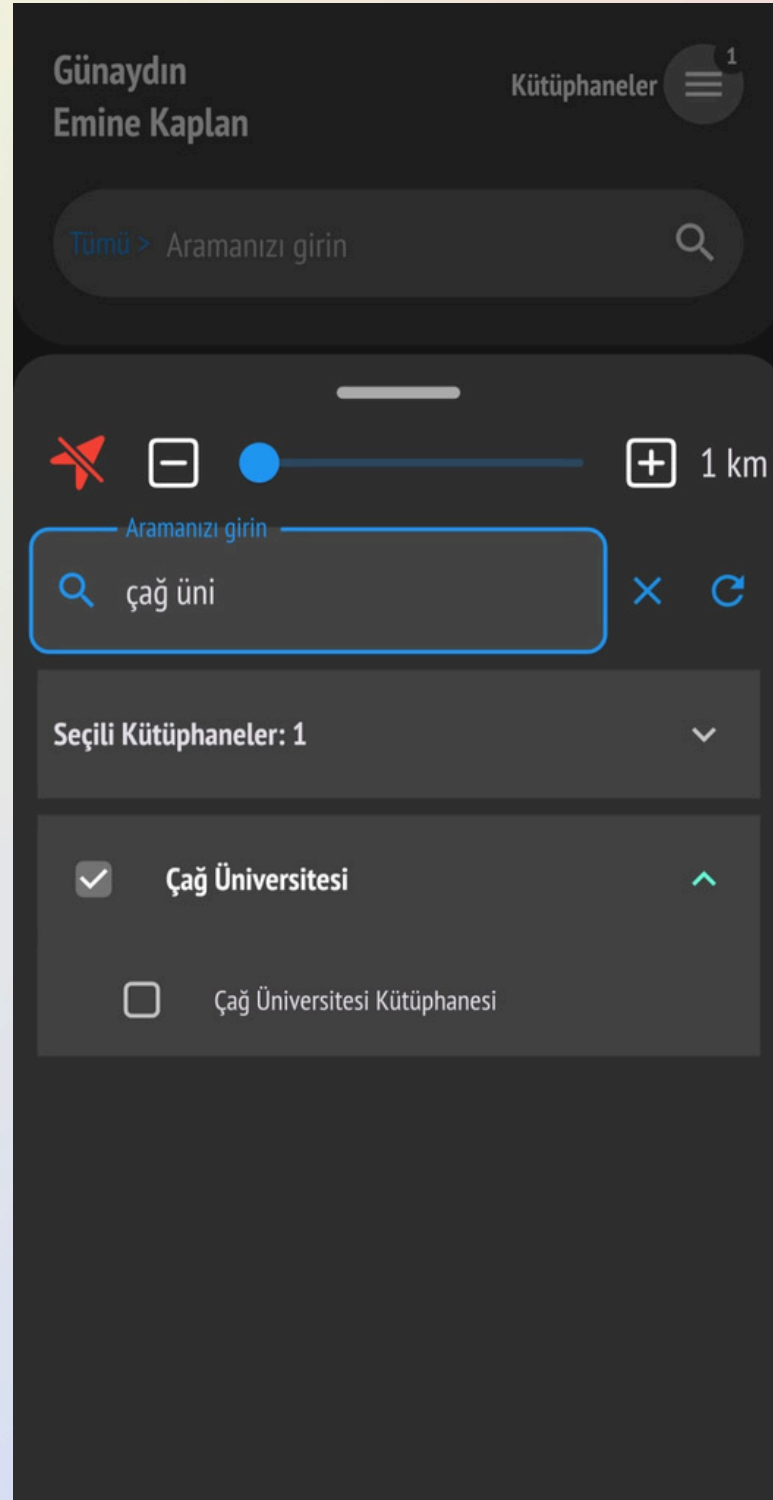 Günaydın
Emine Kaplan
Kütüphaneler
1
Tümü > Aramanızı girin
1 km
Aramanızı girin
çağ üni
Seçili Kütüphaneler: 1
Çağ Üniversitesi
Çağ Üniversitesi Kütüphanesi